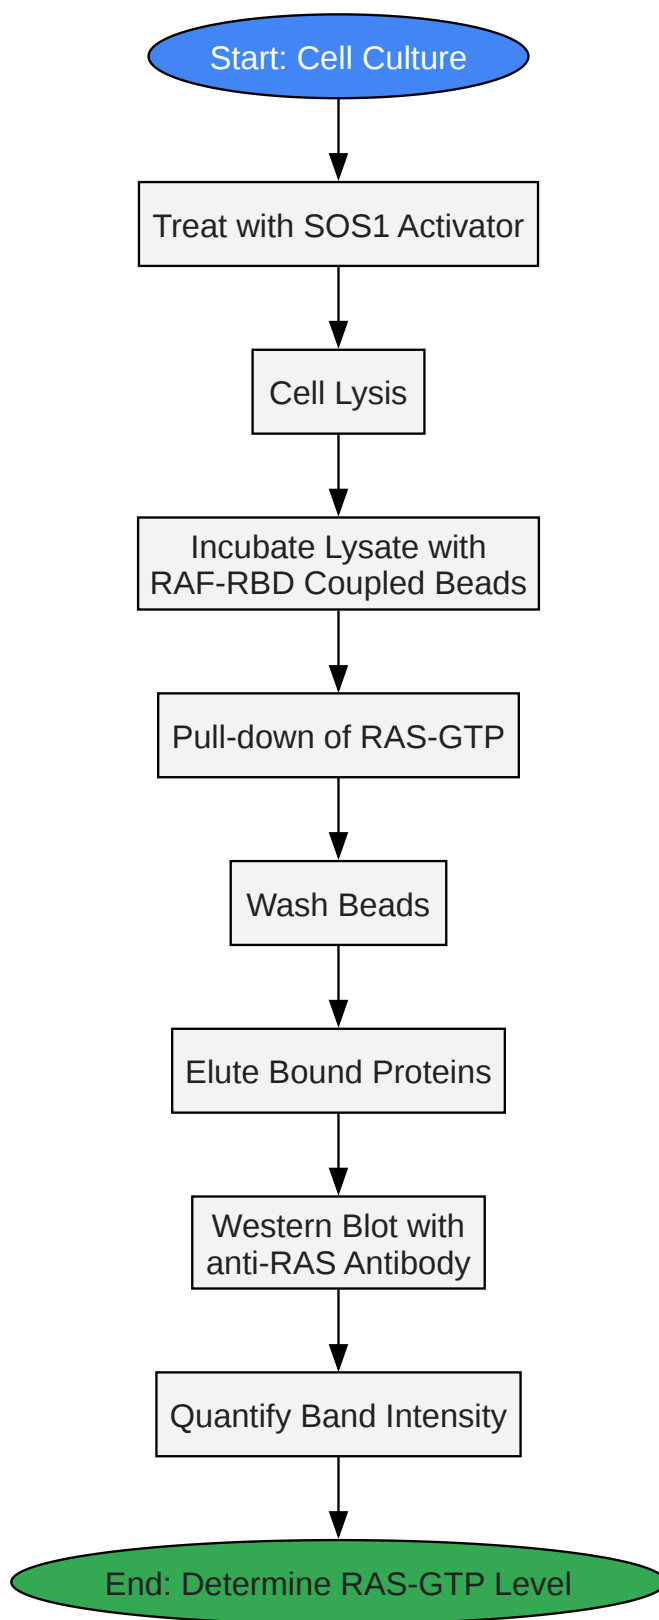 Start: Cell Culture
Treat with SOS1 Activator
Cell Lysis
Incubate Lysate with
RAF-RBD Coupled Beads
Pull-down of RAS-GTP
Wash Beads
Elute Bound Proteins
Western Blot with
anti-RAS Antibody
Quantify Band Intensity
End: Determine RAS-GTP Level